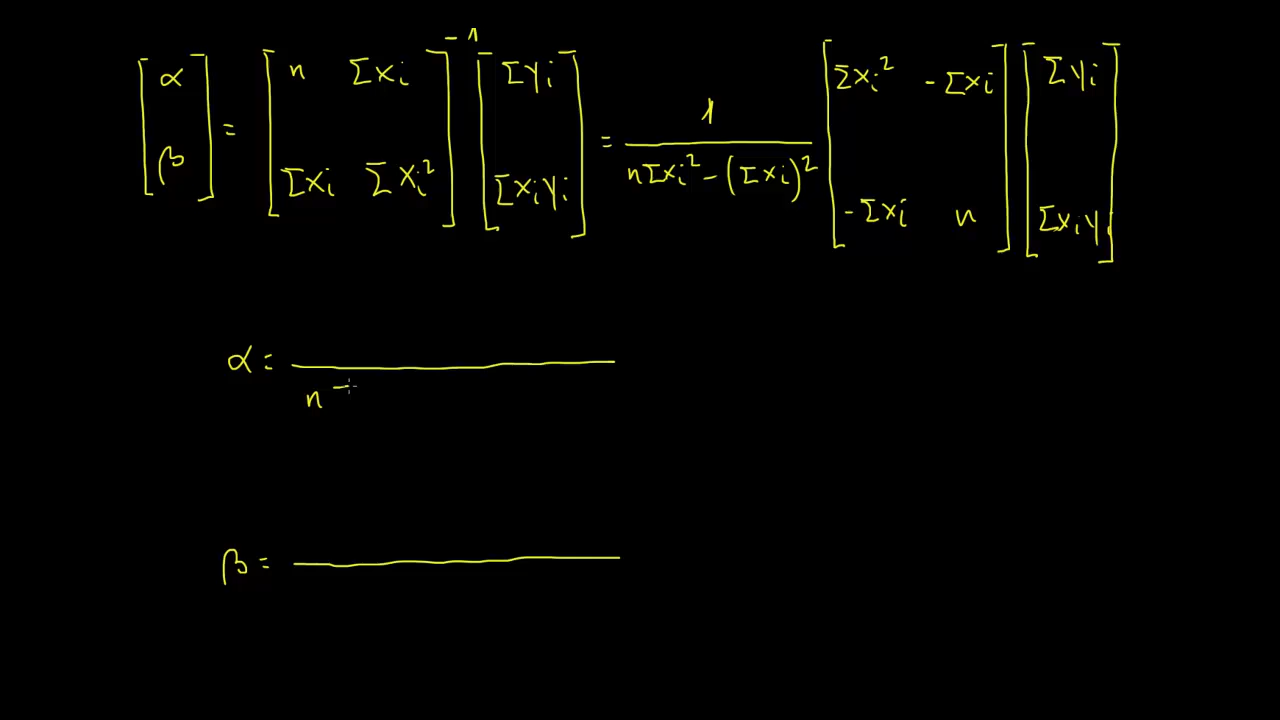 [α β] = [n Σxi Σxi Σxi²]⁻¹ [Σyi Σxiyi] = 1/(nΣxi² - (Σxi)²) [Σxi² -Σxi -Σxi n] [Σyi Σxiyi]
α = n
β =